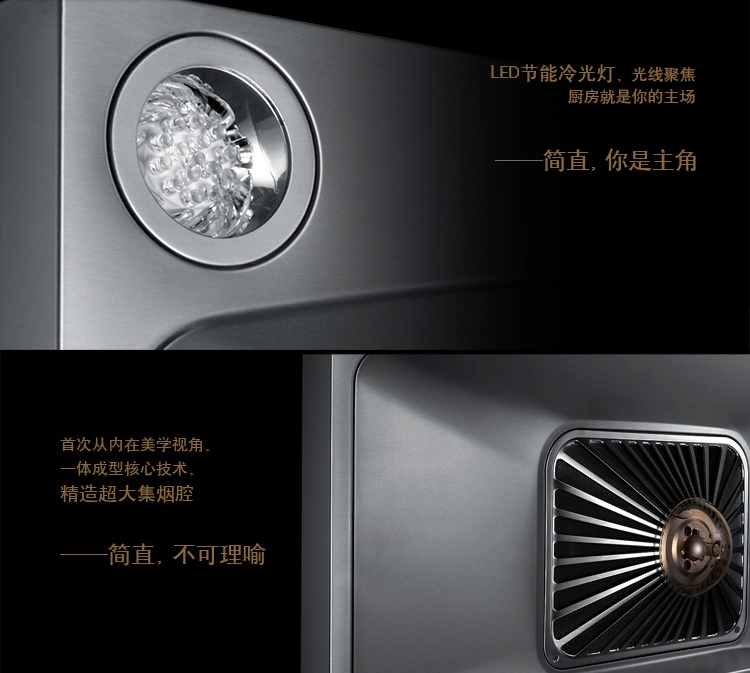 LED节能冷光灯，光线聚焦
厨房就是你的主场
——简直，你是主角
首次从内在美学视角，
一体成型核心技术，
精造超大集烟腔
——简直，不可理喻